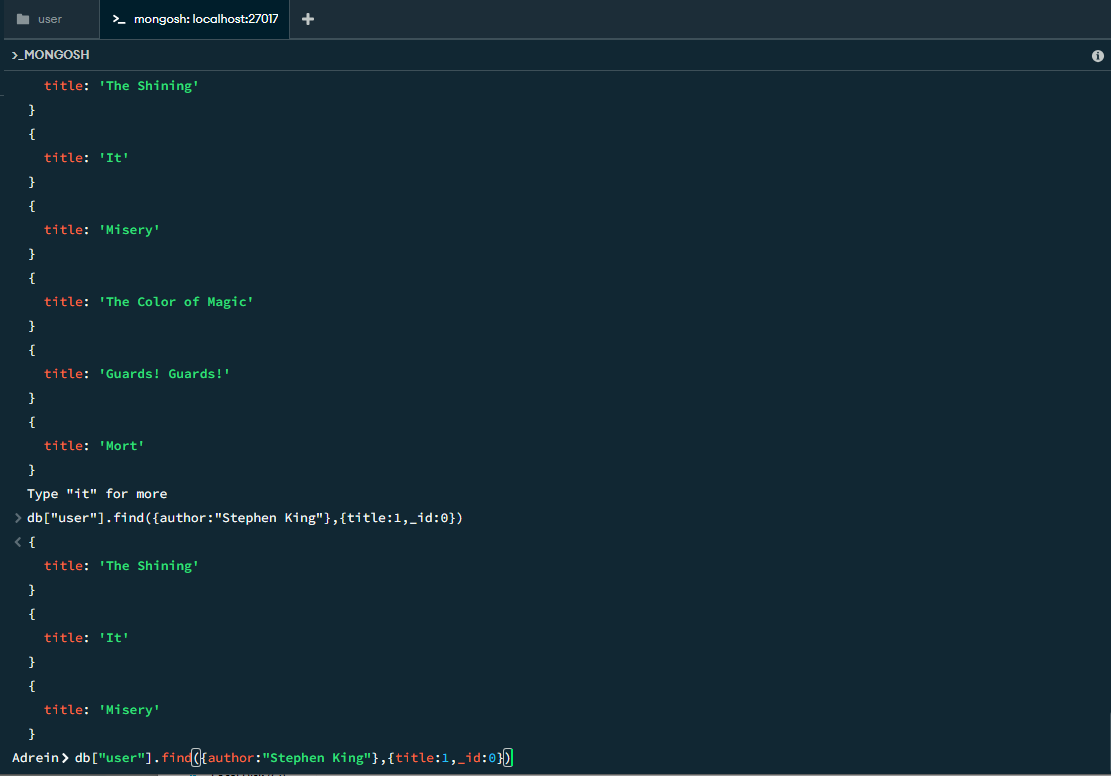 user
>_ mongosh: localhost:27017 +
>_MONGOSH
title: 'The Shining'
}
{
title: 'It'
}
{
title: 'Misery'
}
{
title: 'The Color of Magic'
}
{
title: 'Guards! Guards!'
}
{
title: 'Mort'
}
Type "it" for more
> db["user"].find({author:"Stephen King"},{title:1,_id:0})
< {
title: 'The Shining'
}
{
title: 'It'
}
{
title: 'Misery'
}
Adrein> db["user"].find({author:"Stephen King"},{title:1,_id:0})